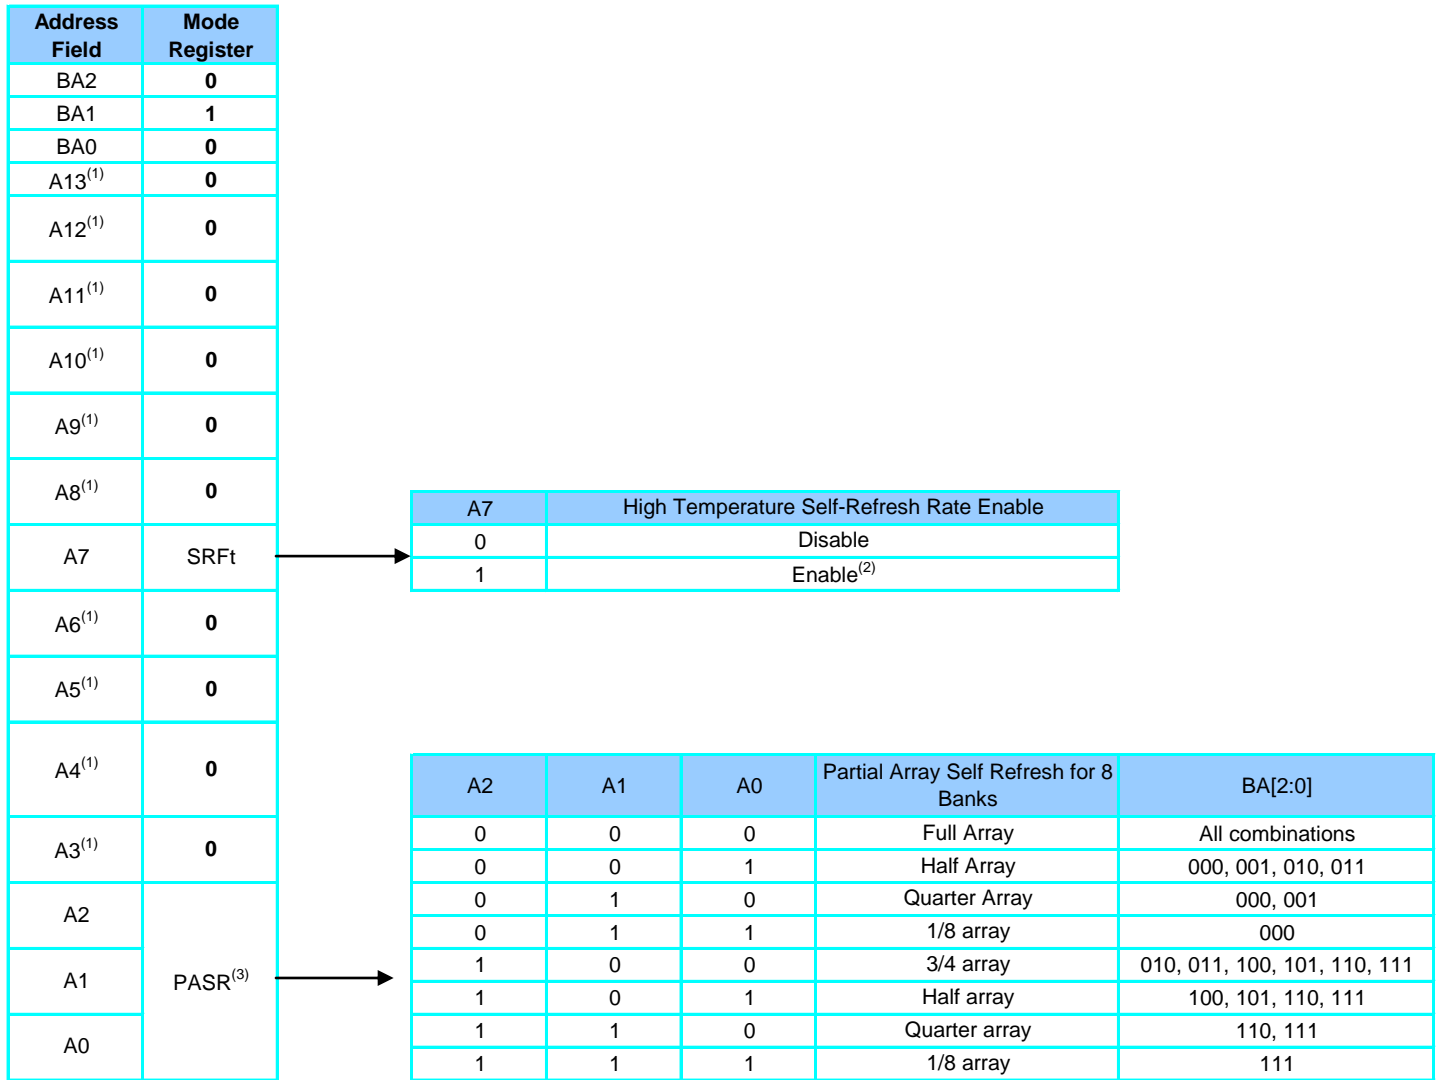 Address Field Mode Register
BA2 0
BA1 1
BA0 0
A13(1) 0
A12(1) 0
A11(1) 0
A10(1) 0
A9(1) 0
A8(1) 0
A7 SRFt
A6(1) 0
A5(1) 0
A4(1) 0
A3(1) 0
A2
A1 PASR(3)
A0
A7 High Temperature Self-Refresh Rate Enable
0 Disable
1 Enable(2)
A2 A1 A0 Partial Array Self Refresh for 8 Banks BA[2:0]
0 0 0 Full Array All combinations
0 0 1 Half Array 000, 001, 010, 011
0 1 0 Quarter Array 000, 001
0 1 1 1/8 array 000
1 0 0 3/4 array 010, 011, 100, 101, 110, 111
1 0 1 Half array 100, 101, 110, 111
1 1 0 Quarter array 110, 111
1 1 1 1/8 array 111